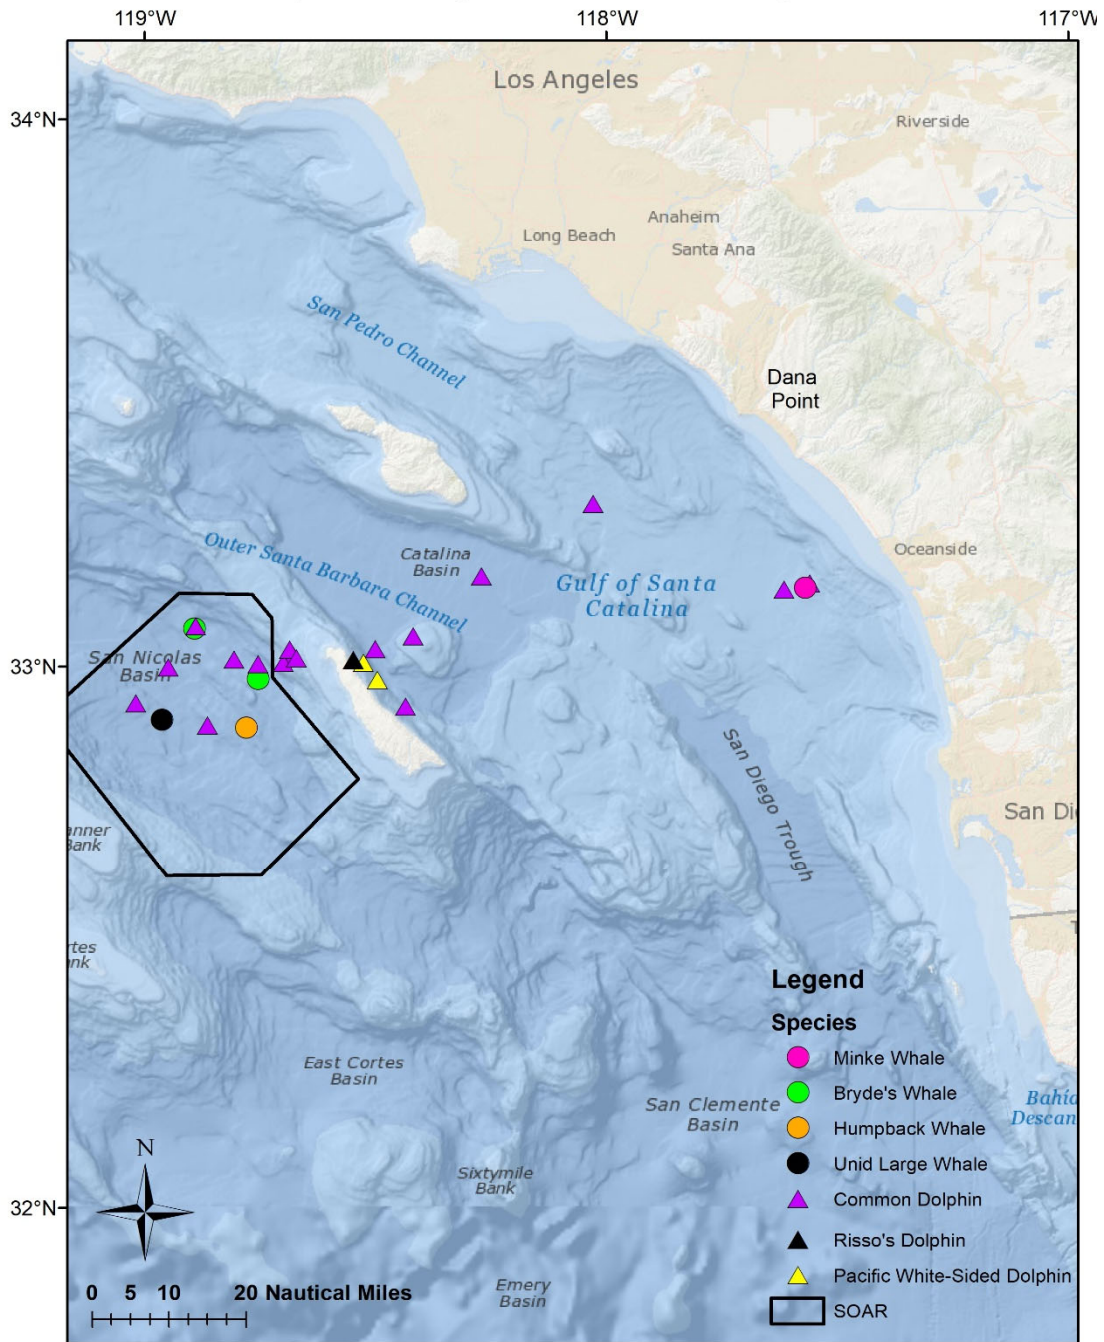 119°W
118°W
117°W
34°N
33°N
32°N
Los Angeles
Riverside
Anaheim
Long Beach
Santa Ana
San Pedro Channel
Dana
Point
Oceanside
Outer Santa Barbara Channel
Catalina
Basin
Gulf of Santa
Catalina
San Nicolas
Basin
San Diego Trough
San Di
anner
Bank
rtes
nk
East Cortes
Basin
San Clemente
Basin
Sixtymile
Bank
Emery
Basin
Bahía
Descan
N
0 5 10 20 Nautical Miles
Legend
Species
Minke Whale
Bryde's Whale
Humpback Whale
Unid Large Whale
Common Dolphin
Risso's Dolphin
Pacific White-Sided Dolphin
SOAR